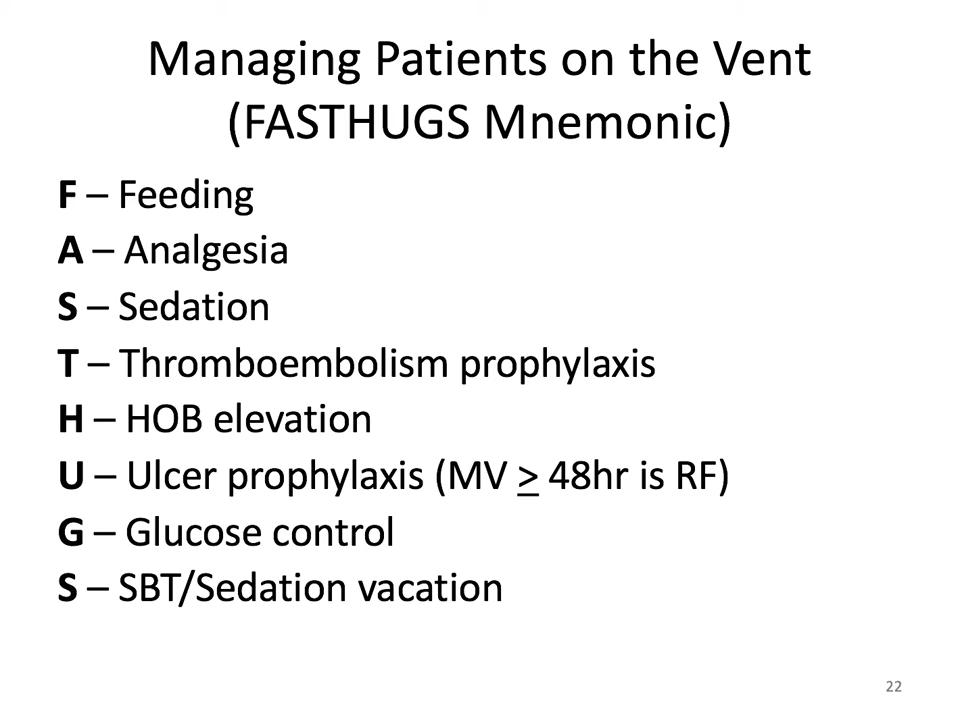 Managing Patients on the Vent
(FASTHUGS Mnemonic)
F – Feeding
A – Analgesia
S – Sedation
T – Thromboembolism prophylaxis
H – HOB elevation
U – Ulcer prophylaxis (MV ≥ 48hr is RF)
G – Glucose control
S – SBT/Sedation vacation
22